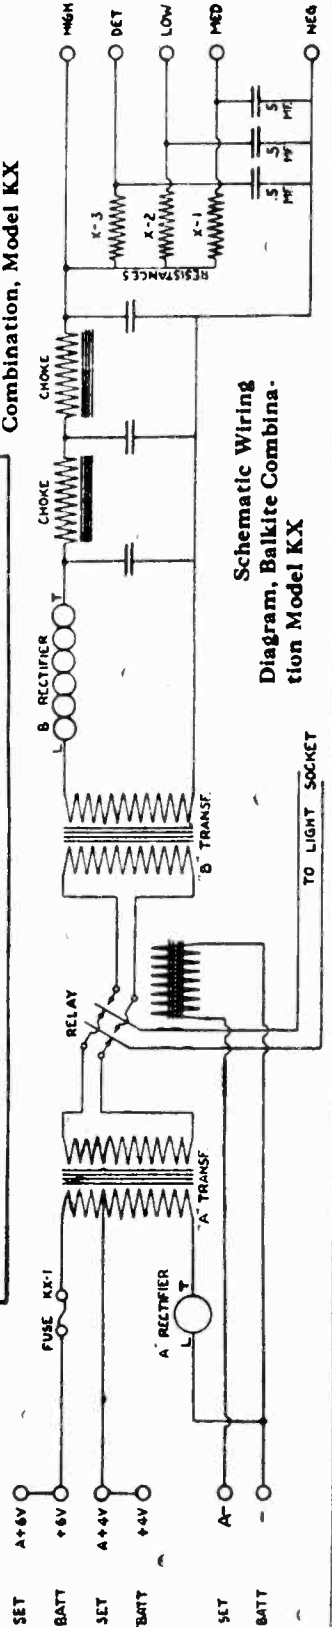 Combination, Model KX
SET A+6V
BATT +6V
SET A+4V
BATT +4V
SET A-
BATT -
FUSE KX-1
"A" RECTIFIER
L T
"A" TRANSF.
RELAY
"B" TRANSF.
TO LIGHT SOCKET
B RECTIFIER
L T
CHOKE
CHOKE
RESISTANCES
X-3
X-2
X-1
.5 MF.
.5 MF.
.5 MF.
HIGH
DET
LOW
MED
NEG
Schematic Wiring
Diagram, Balkite Combina-
tion Model KX